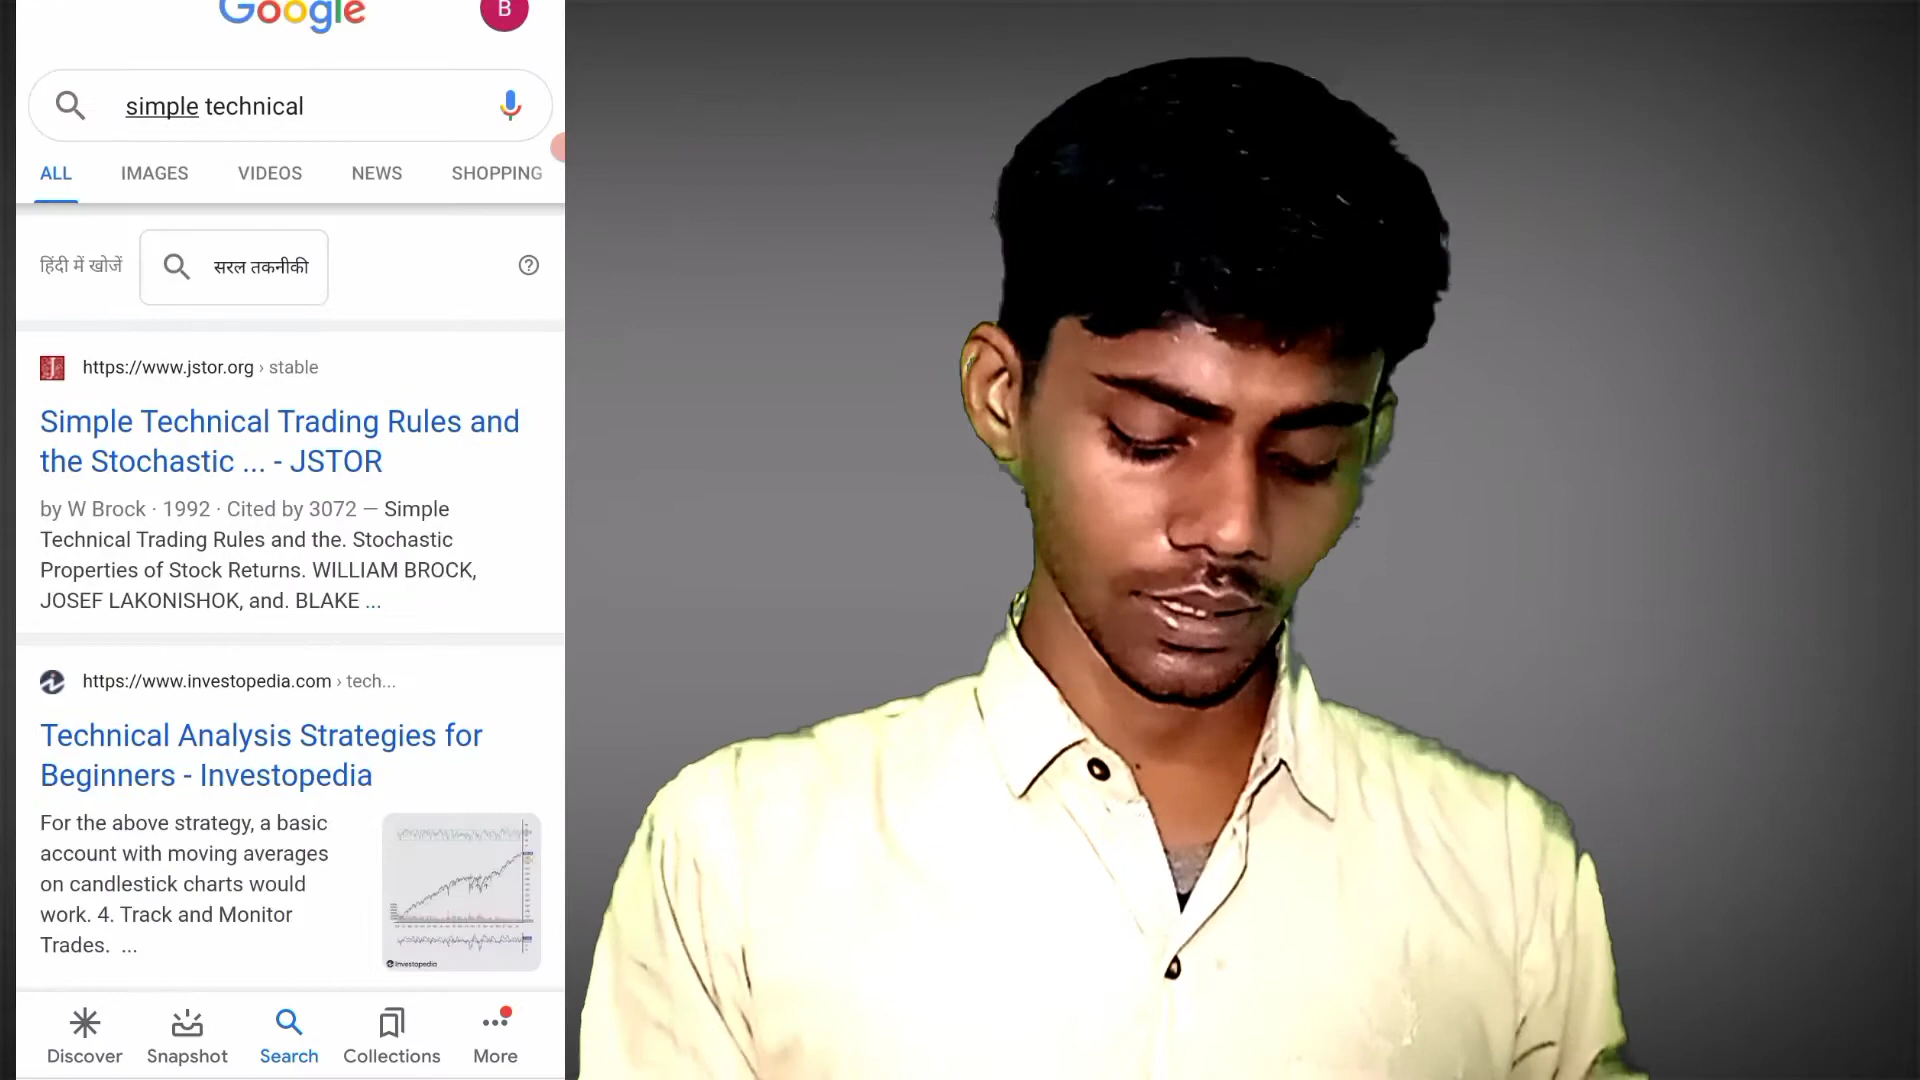 Google
B
simple technical
ALL IMAGES VIDEOS NEWS SHOPPING
हिंदी में खोजें सरल तकनीकी
https://www.jstor.org › stable
Simple Technical Trading Rules and
the Stochastic ... - JSTOR
by W Brock · 1992 · Cited by 3072 — Simple
Technical Trading Rules and the. Stochastic
Properties of Stock Returns. WILLIAM BROCK,
JOSEF LAKONISHOK, and. BLAKE ...
https://www.investopedia.com › tech...
Technical Analysis Strategies for
Beginners - Investopedia
For the above strategy, a basic
account with moving averages
on candlestick charts would
work. 4. Track and Monitor
Trades. ...
Investopedia
Discover Snapshot Search Collections More